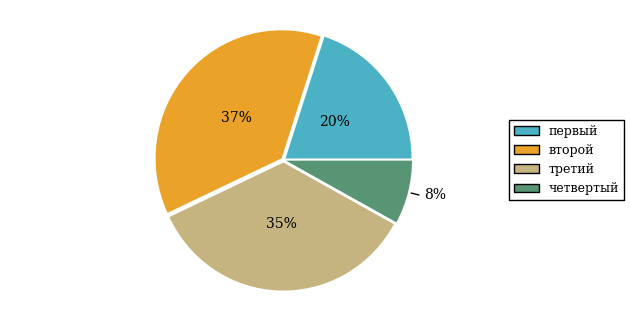 37%
20%
35%
8%
первый
второй
третий
четвертый